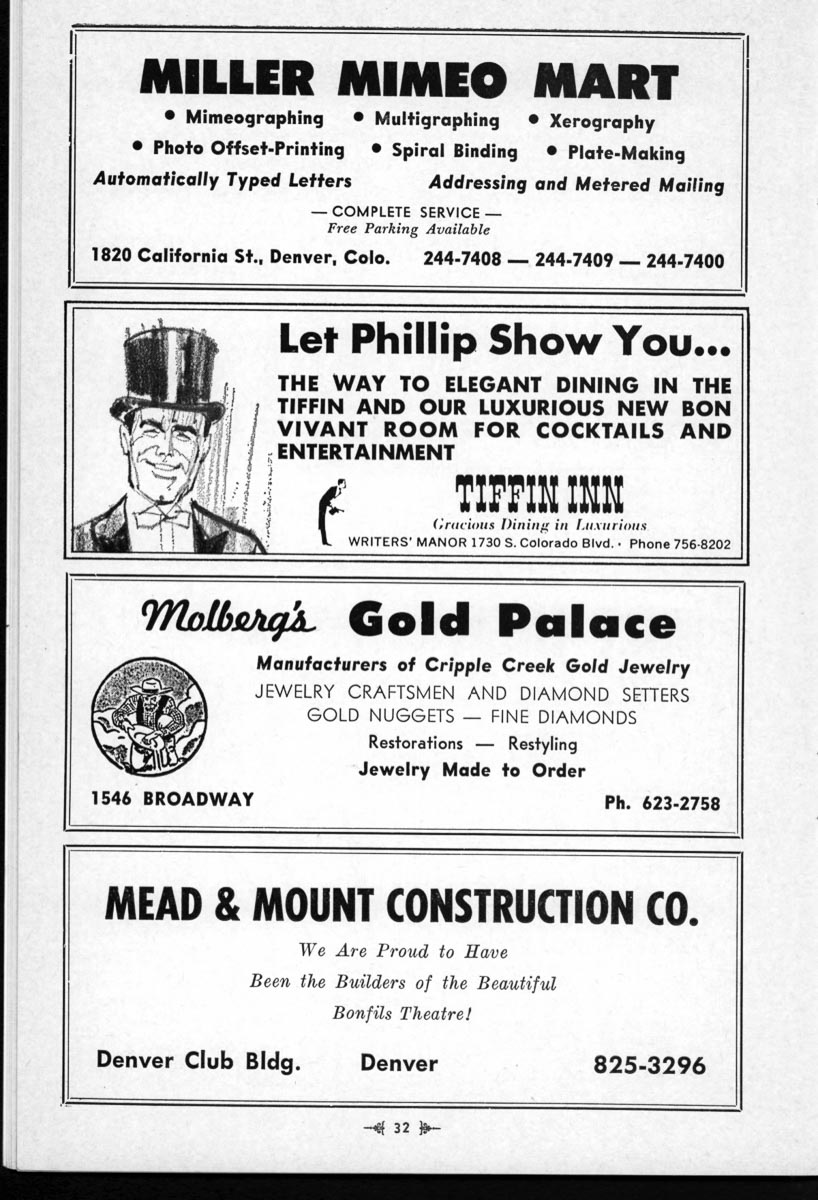 MILLER MIMEO MART
• Mimeographing • Multigraphing • Xerography
• Photo Offset-Printing • Spiral Binding • Plate-Making
Automatically Typed Letters Addressing and Metered Mailing
— COMPLETE SERVICE —
Free Parking Available
1820 California St., Denver, Colo. 244-7408 — 244-7409 — 244-7400
Let Phillip Show You...
THE WAY TO ELEGANT DINING IN THE
TIFFIN AND OUR LUXURIOUS NEW BON
VIVANT ROOM FOR COCKTAILS AND
ENTERTAINMENT
TIFFIN INN
Gracious Dining in Luxurious
WRITERS' MANOR 1730 S. Colorado Blvd. • Phone 756-8202
Molberg's Gold Palace
Manufacturers of Cripple Creek Gold Jewelry
JEWELRY CRAFTSMEN AND DIAMOND SETTERS
GOLD NUGGETS — FINE DIAMONDS
Restorations — Restyling
Jewelry Made to Order
1546 BROADWAY Ph. 623-2758
MEAD & MOUNT CONSTRUCTION CO.
We Are Proud to Have
Been the Builders of the Beautiful
Bonfils Theatre!
Denver Club Bldg. Denver 825-3296
32